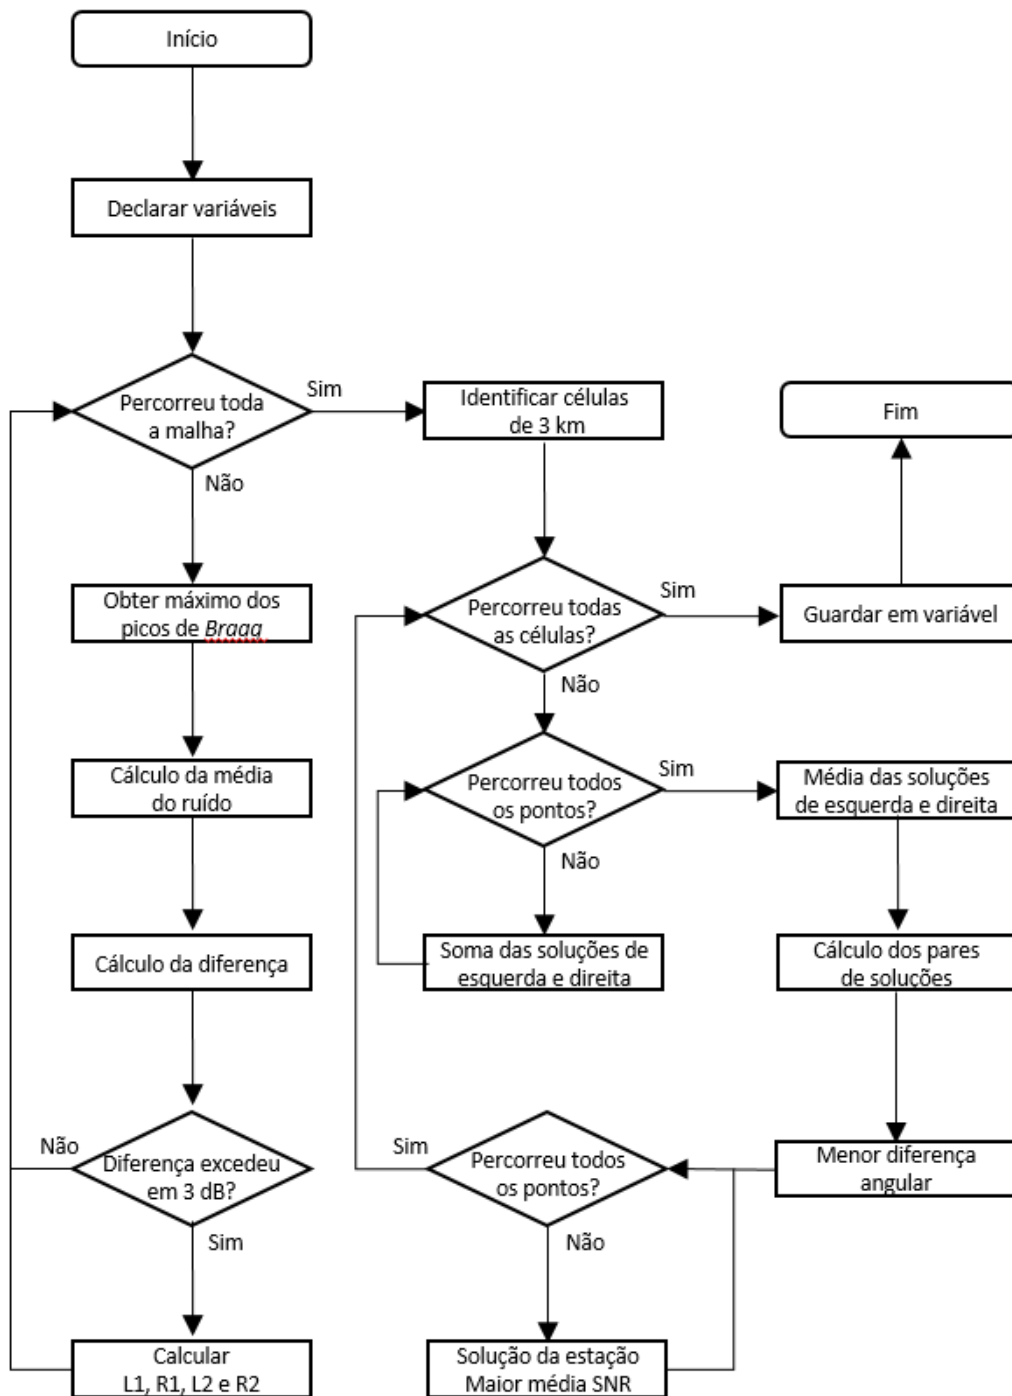 Início
Declarar variáveis
Percorreu toda
a malha?
Sim
Não
Obter máximo dos
picos de Bragg
Cálculo da média
do ruído
Cálculo da diferença
Diferença excedeu
em 3 dB?
Não
Sim
Calcular
L1, R1, L2 e R2
Identificar células
de 3 km
Percorreu todas
as células?
Sim
Não
Guardar em variável
Fim
Percorreu todos
os pontos?
Sim
Não
Soma das soluções de
esquerda e direita
Média das soluções
de esquerda e direita
Cálculo dos pares
de soluções
Menor diferença
angular
Percorreu todos
os pontos?
Sim
Não
Solução da estação
Maior média SNR